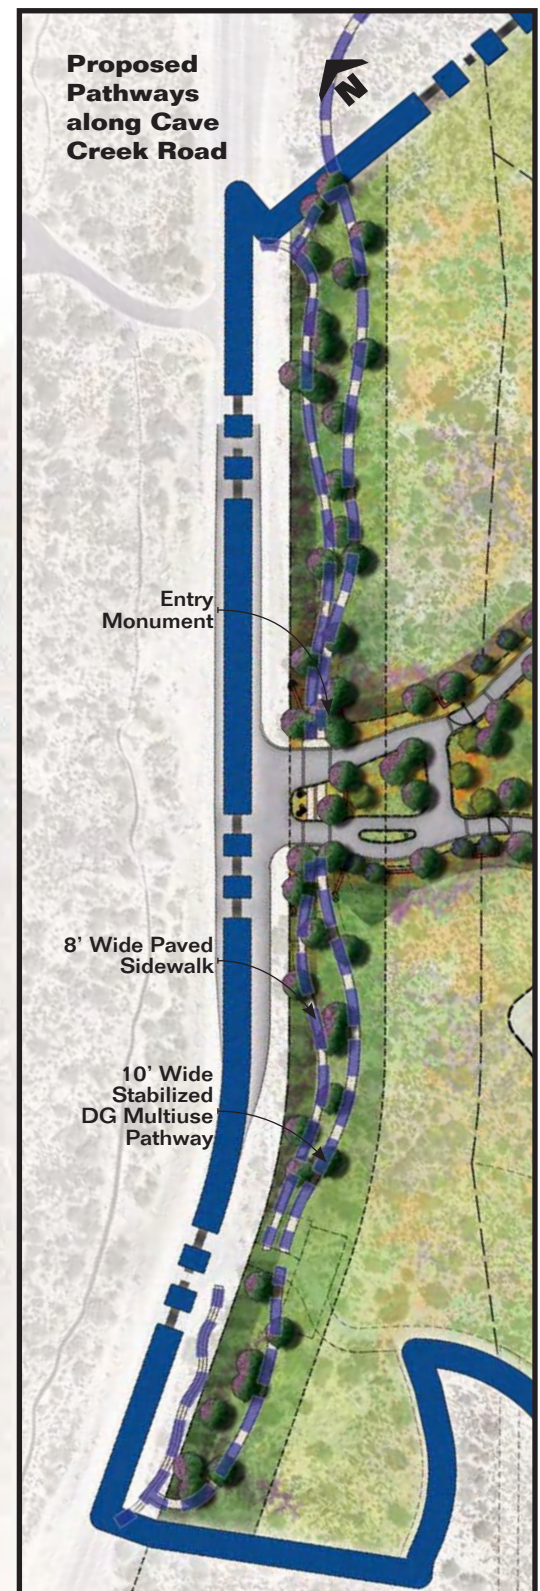 Proposed
Pathways
along Cave
Creek Road
N
Entry
Monument
8’ Wide Paved
Sidewalk
10’ Wide
Stabilized
DG Multiuse
Pathway